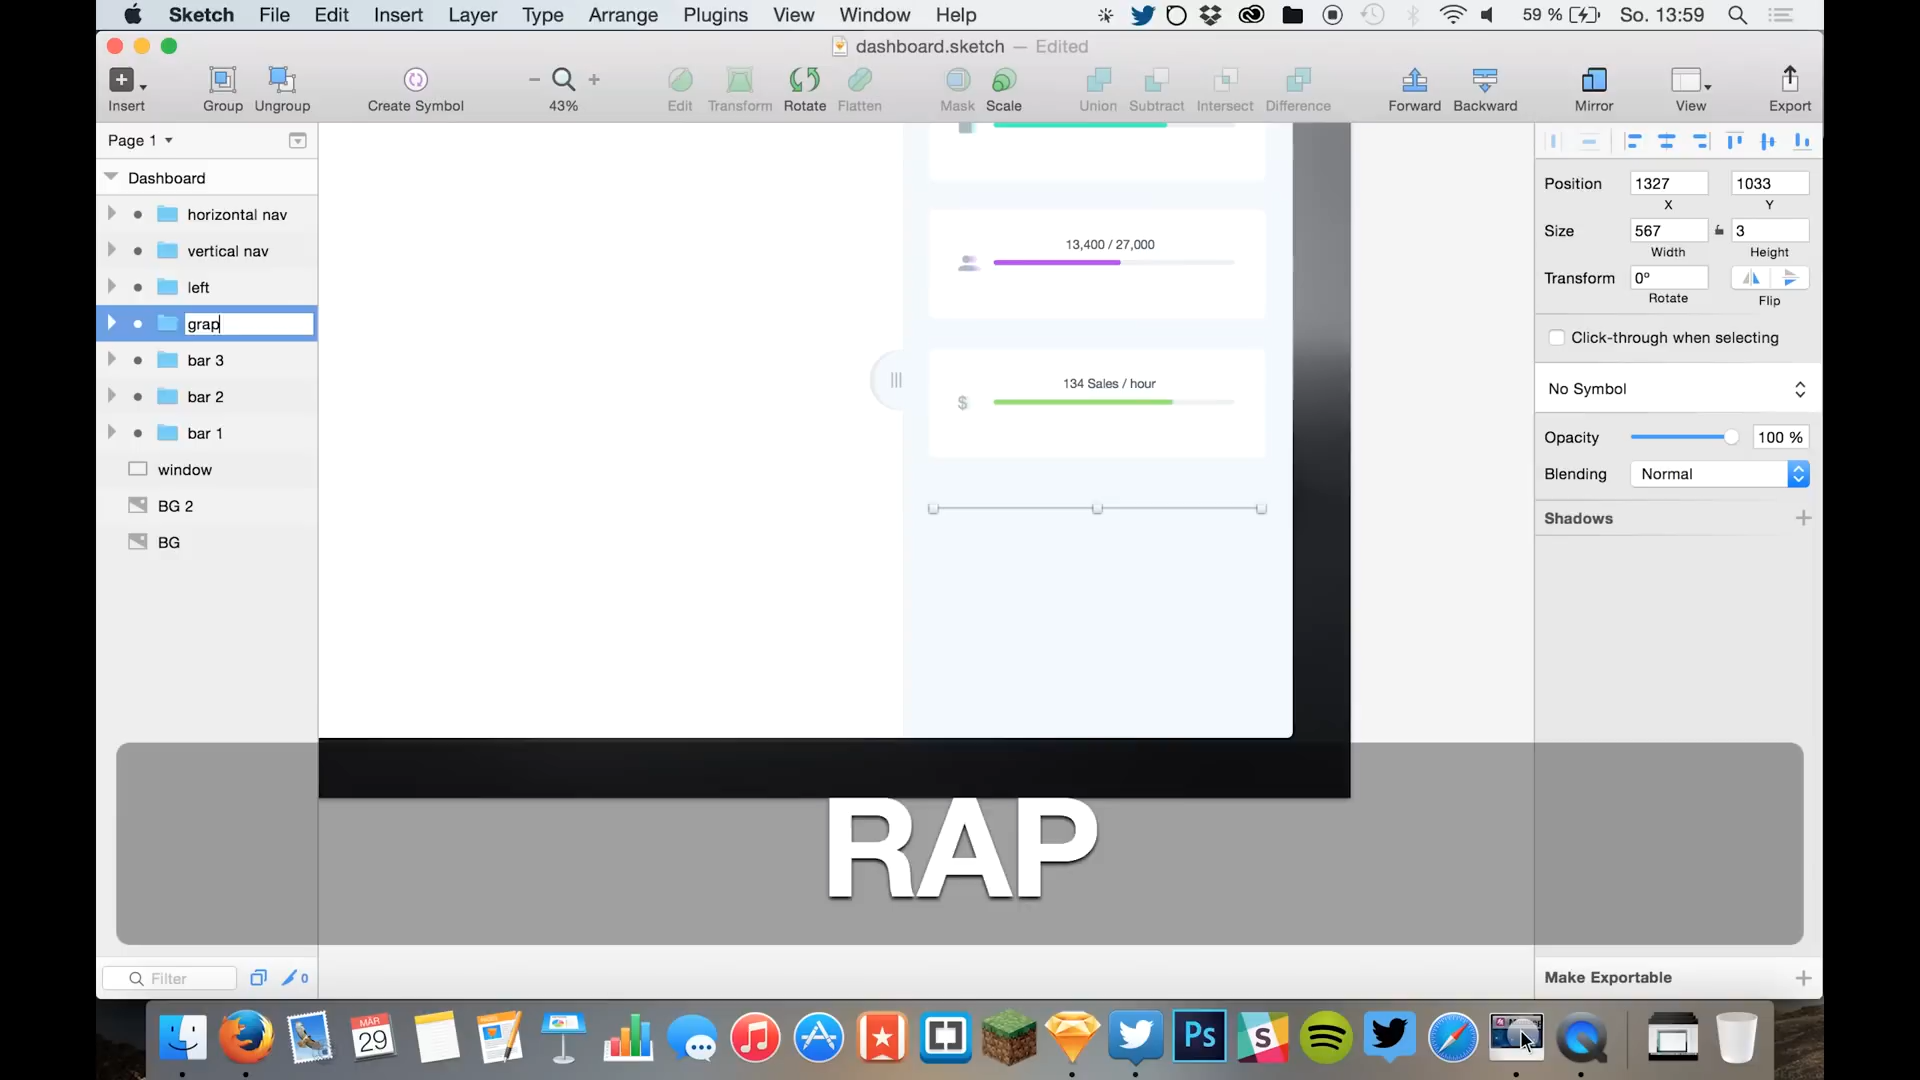 Sketch File Edit Insert Layer Type Arrange Plugins View Window Help 59 % So. 13:59
dashboard.sketch — Edited
Insert Group Ungroup Create Symbol 43% Edit Transform Rotate Flatten Mask Scale Union Subtract Intersect Difference Forward Backward Mirror View Export
Page 1
Dashboard
horizontal nav
vertical nav
left
grap
bar 3
bar 2
bar 1
window
BG 2
BG
Filter
0
13,400 / 27,000
$
134 Sales / hour
Position 1327 1033
X Y
Size 567 3
Width Height
Transform 0°
Rotate Flip
Click-through when selecting
No Symbol
Opacity 100 %
Blending Normal
Shadows
Make Exportable
RAP
MÄR
29
Ps
S